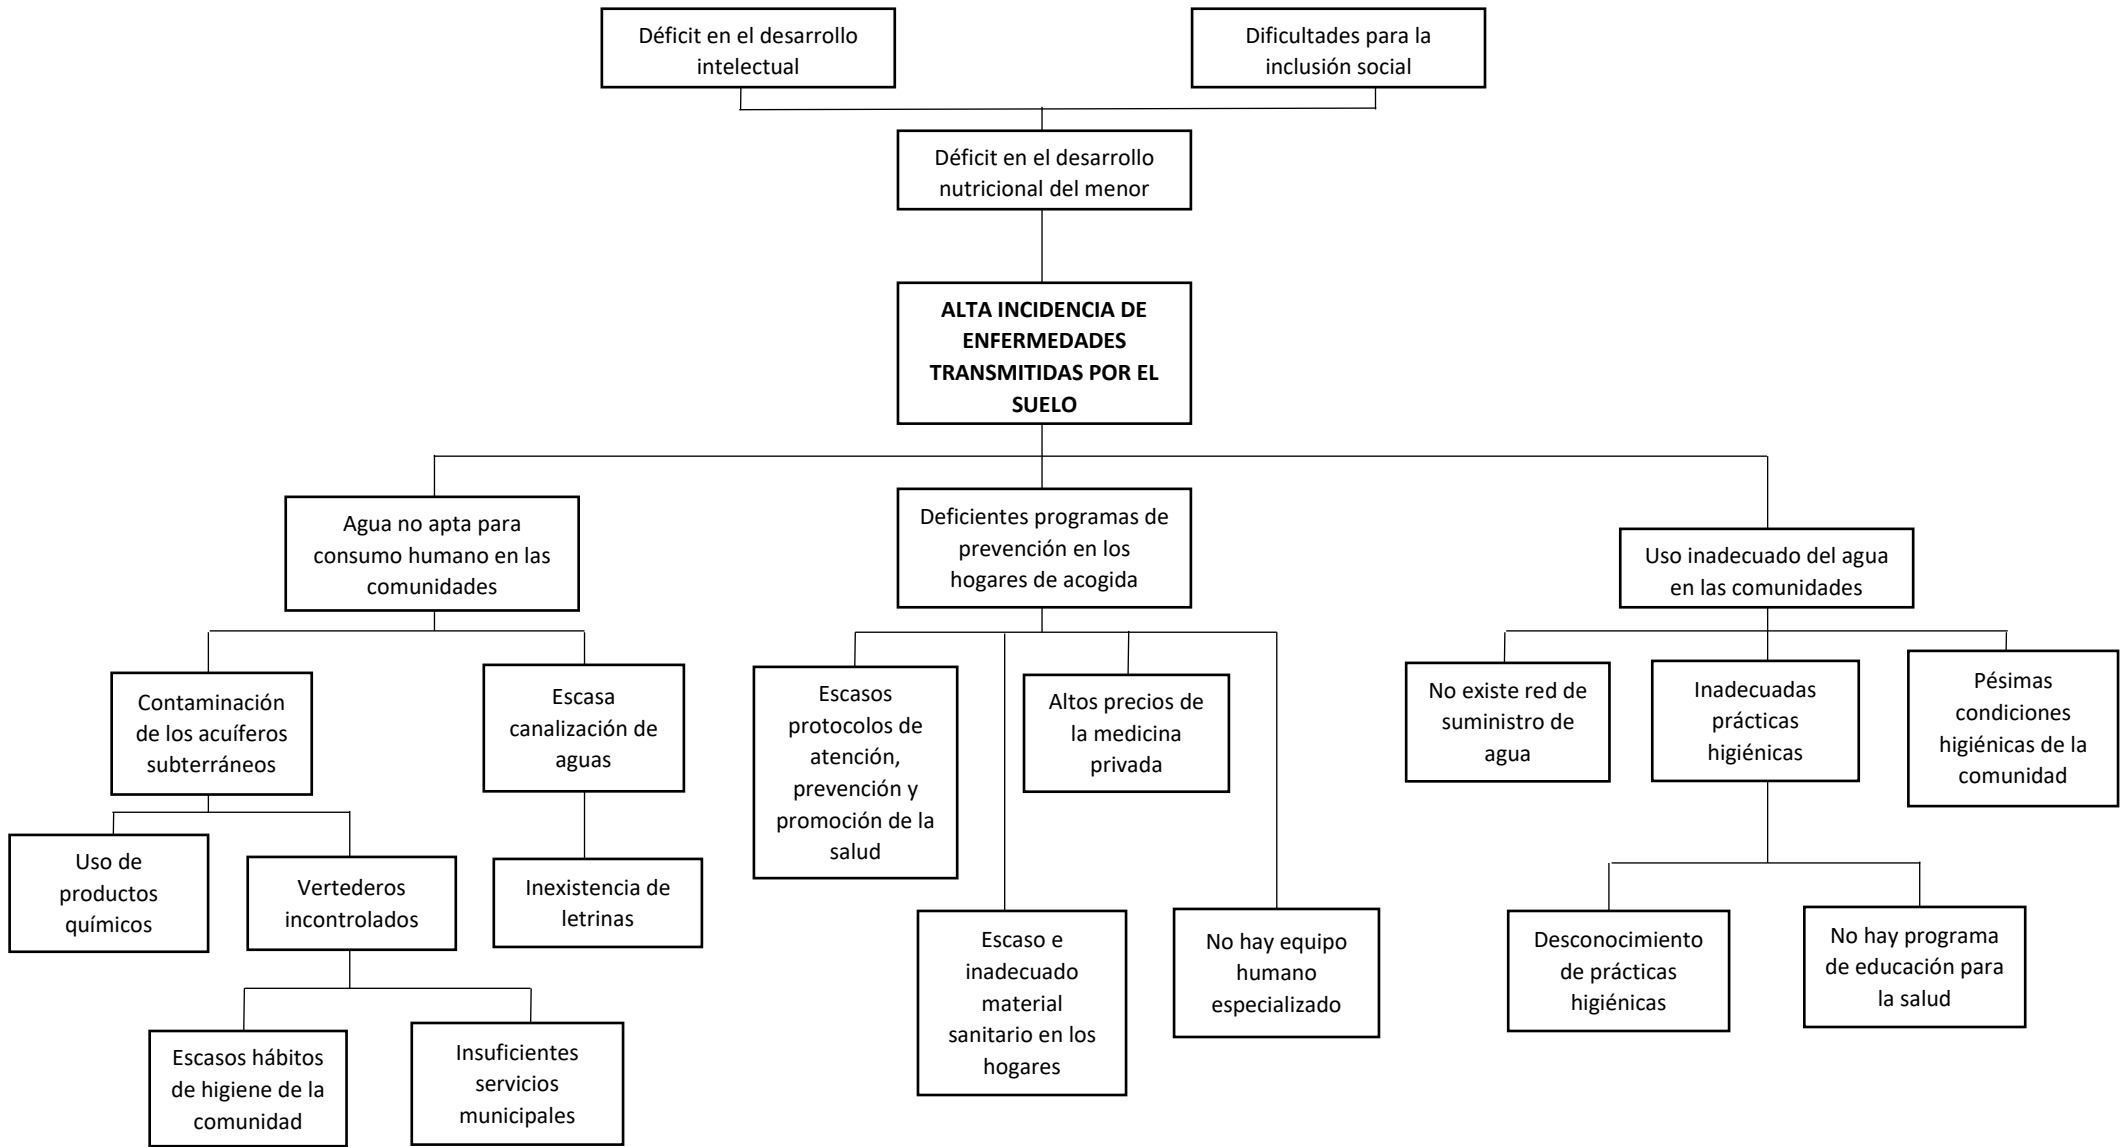 Déficit en el desarrollo
intelectual
Dificultades para la
inclusión social
Déficit en el desarrollo
nutricional del menor
ALTA INCIDENCIA DE
ENFERMEDADES
TRANSMITIDAS POR EL
SUELO
Agua no apta para
consumo humano en las
comunidades
Deficientes programas de
prevención en los
hogares de acogida
Uso inadecuado del agua
en las comunidades
Contaminación
de los acuíferos
subterráneos
Escasa
canalización de
aguas
Escasos
protocolos de
atención,
prevención y
promoción de la
salud
Altos precios de
la medicina
privada
No existe red de
suministro de
agua
Inadecuadas
prácticas
higiénicas
Pésimas
condiciones
higiénicas de la
comunidad
Uso de
productos
químicos
Vertederos
incontrolados
Inexistencia de
letrinas
Escaso e
inadecuado
material
sanitario en los
hogares
No hay equipo
humano
especializado
Desconocimiento
de prácticas
higiénicas
No hay programa
de educación para
la salud
Escasos hábitos
de higiene de la
comunidad
Insuficientes
servicios
municipales